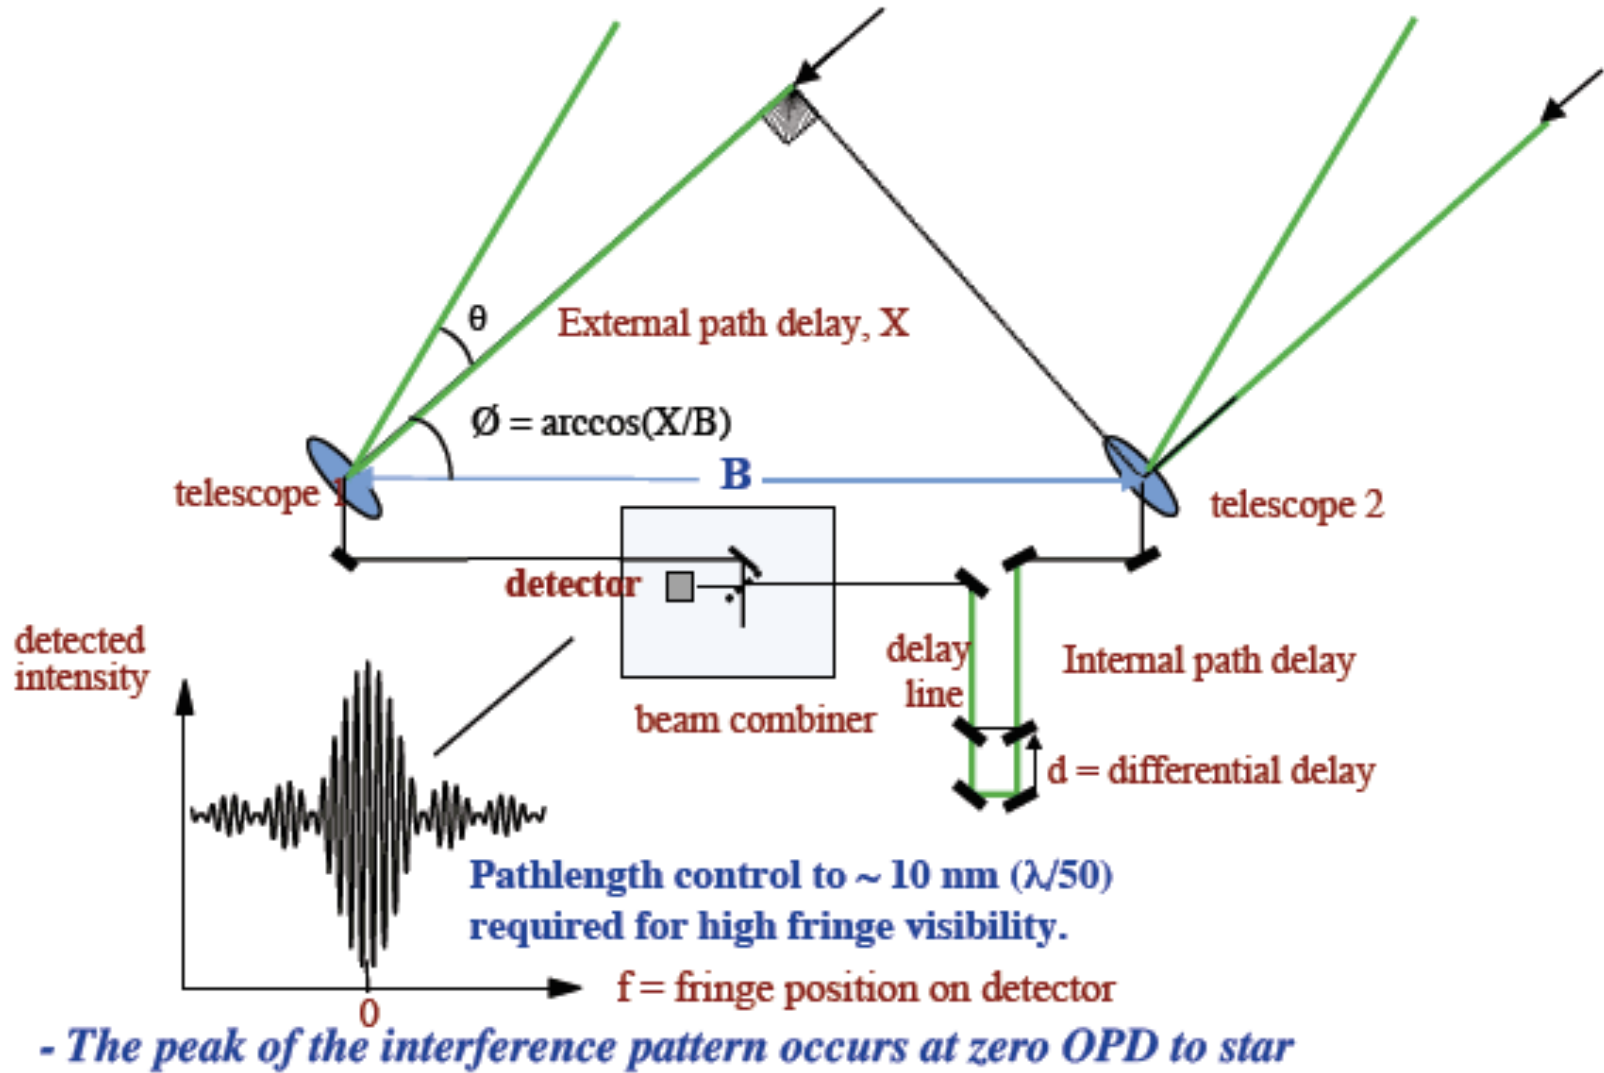 θ
External path delay, X
Ø = arccos(X/B)
B
telescope 1
telescope 2
detector
detected
intensity
delay
line
Internal path delay
beam combiner
d = differential delay
Pathlength control to ~ 10 nm (λ/50)
required for high fringe visibility.
f = fringe position on detector
0
- The peak of the interference pattern occurs at zero OPD to star